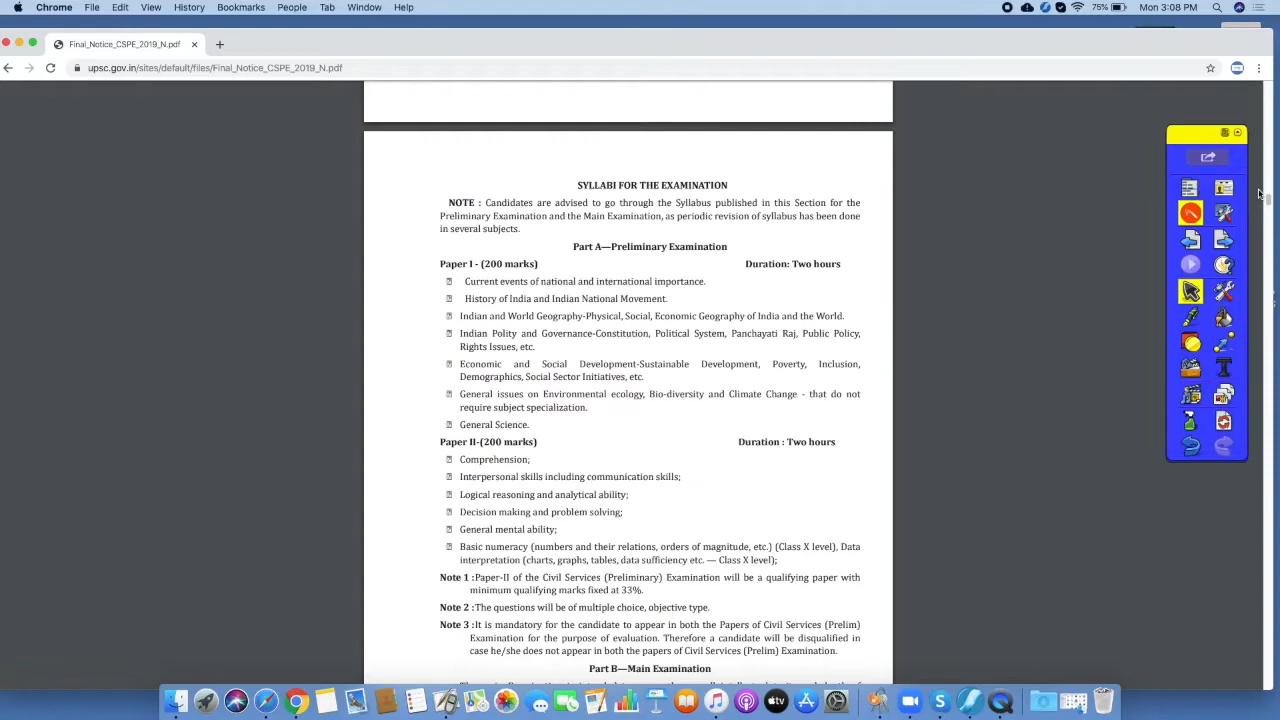 Chrome File Edit View History Bookmarks People Tab Window Help 75% Mon 3:08 PM
Final_Notice_CSPE_2019_N.pdf
upsc.gov.in/sites/default/files/Final_Notice_CSPE_2019_N.pdf
SYLLABI FOR THE EXAMINATION
NOTE : Candidates are advised to go through the Syllabus published in this Section for the
Preliminary Examination and the Main Examination, as periodic revision of syllabus has been done
in several subjects.
Part A—Preliminary Examination
Paper I - (200 marks) Duration: Two hours
Current events of national and international importance.
History of India and Indian National Movement.
Indian and World Geography-Physical, Social, Economic Geography of India and the World.
Indian Polity and Governance-Constitution, Political System, Panchayati Raj, Public Policy,
Rights Issues, etc.
Economic and Social Development-Sustainable Development, Poverty, Inclusion,
Demographics, Social Sector Initiatives, etc.
General issues on Environmental ecology, Bio-diversity and Climate Change - that do not
require subject specialization.
General Science.
Paper II-(200 marks) Duration : Two hours
Comprehension;
Interpersonal skills including communication skills;
Logical reasoning and analytical ability;
Decision making and problem solving;
General mental ability;
Basic numeracy (numbers and their relations, orders of magnitude, etc.) (Class X level), Data
interpretation (charts, graphs, tables, data sufficiency etc. — Class X level);
Note 1 :Paper-II of the Civil Services (Preliminary) Examination will be a qualifying paper with
minimum qualifying marks fixed at 33%.
Note 2 :The questions will be of multiple choice, objective type.
Note 3 :It is mandatory for the candidate to appear in both the Papers of Civil Services (Prelim)
Examination for the purpose of evaluation. Therefore a candidate will be disqualified in
case he/she does not appear in both the papers of Civil Services (Prelim) Examination.
Part B—Main Examination